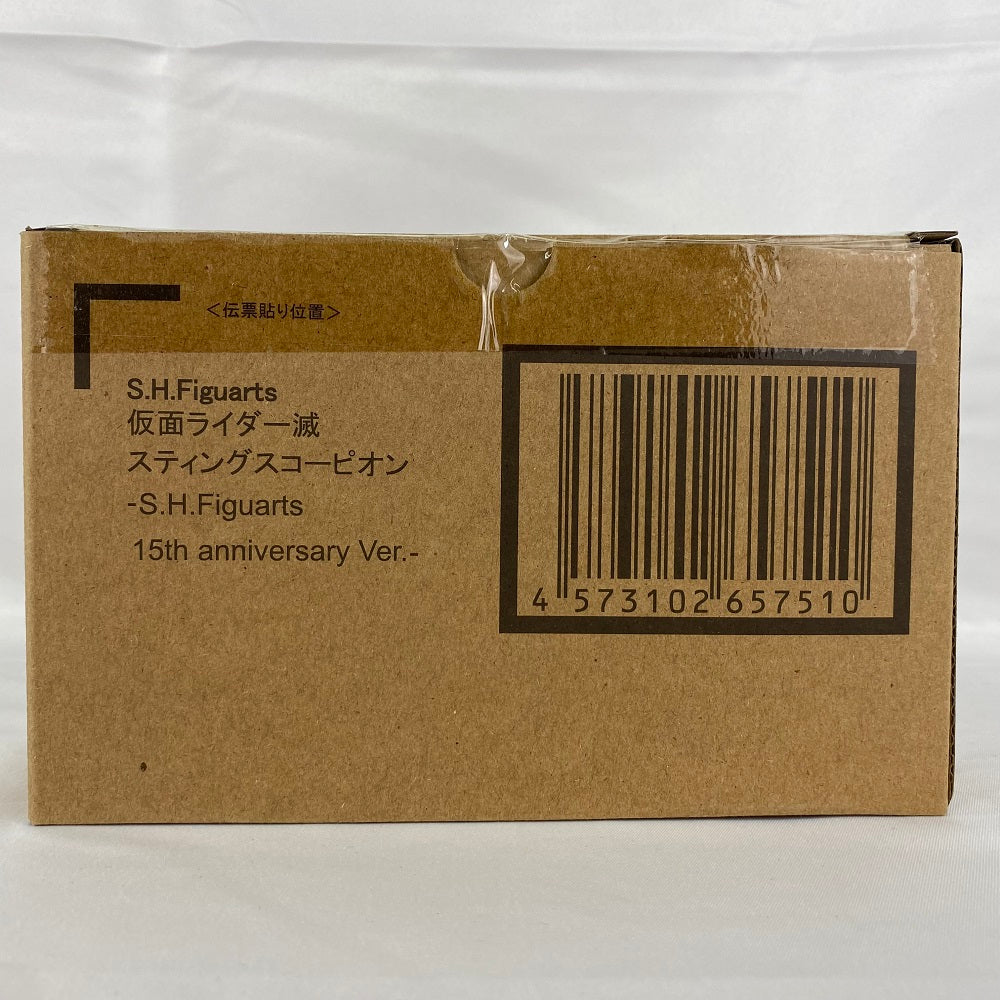 ＜伝票貼り位置＞
S.H.Figuarts
仮面ライダー滅
スティングスコーピオン
-S.H.Figuarts
15th anniversary Ver.-
4 573102 657510